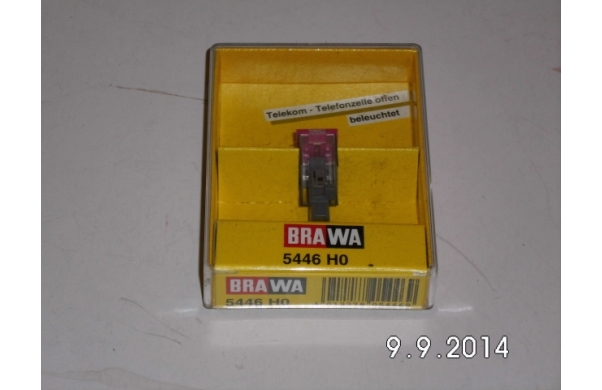 Telekom - Telefonzelle offen
beleuchtet
BRAWA
5446 H0
BRAWA
5446 H0
9.9.2014